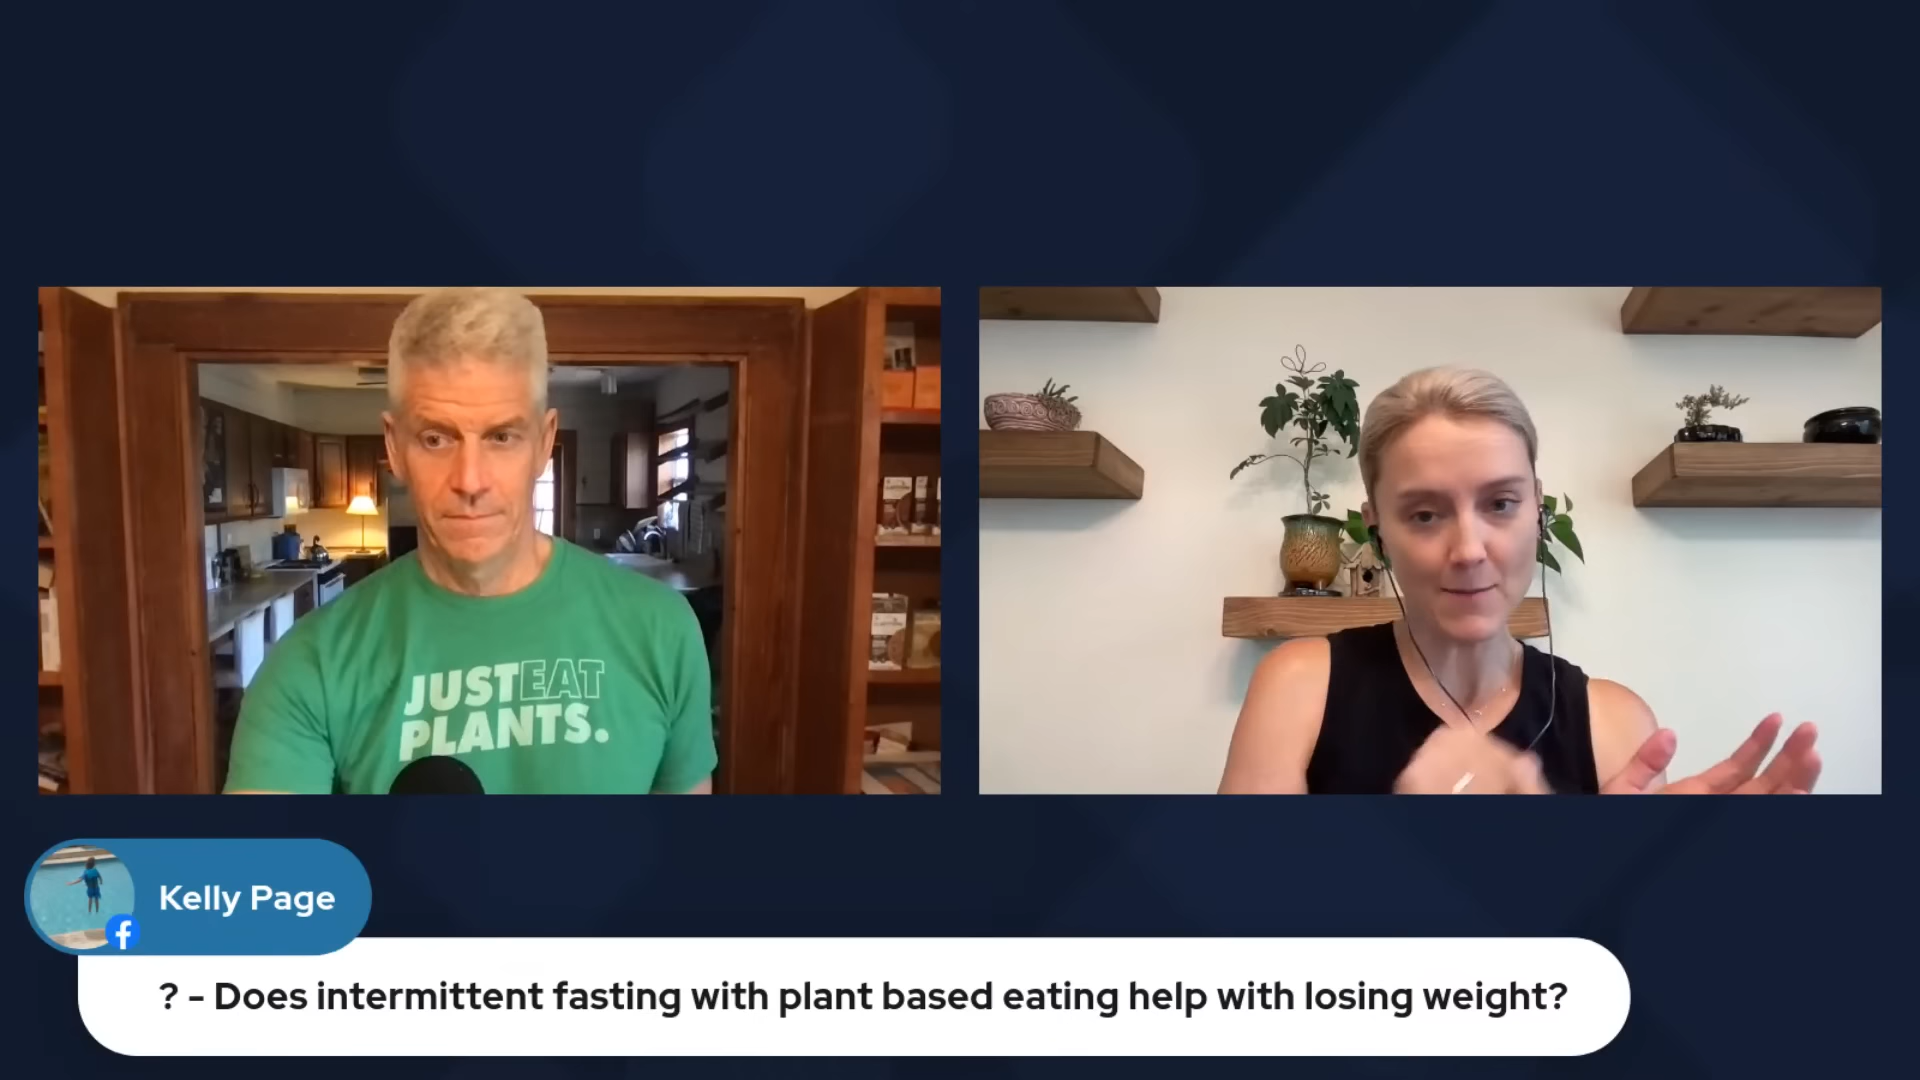 JUSTEAT
PLANTS.
Kelly Page
? - Does intermittent fasting with plant based eating help with losing weight?